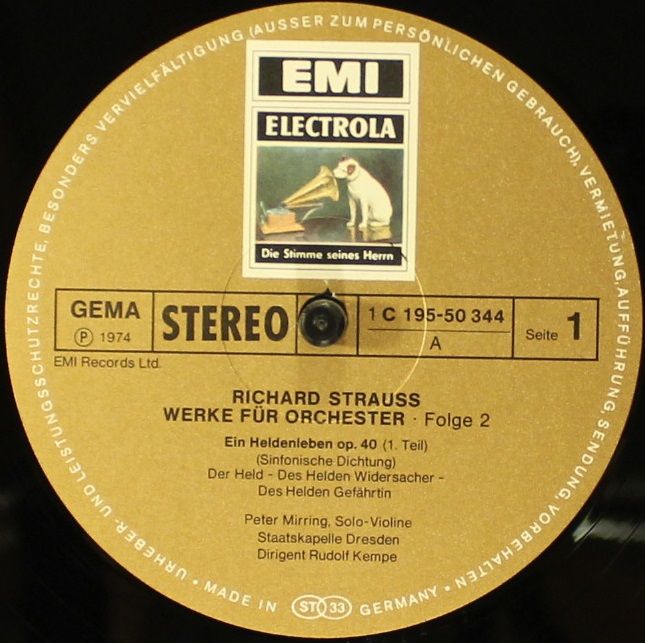 URHEBER- UND LEISTUNGSSCHUTZRECHTE, BESONDERS VERVIELFÄLTIGUNG (AUSSER ZUM PERSÖNLICHEN GEBRAUCH), VERMIETUNG, AUFFÜHRUNG, SENDUNG, VORBEHALTEN •
EMI
ELECTROLA
Die Stimme seines Herrn
GEMA
Ⓟ 1974
STEREO
1 C 195-50 344
A
Seite 1
EMI Records Ltd.
RICHARD STRAUSS
WERKE FÜR ORCHESTER · Folge 2
Ein Heldenleben op. 40 (1. Teil)
(Sinfonische Dichtung)
Der Held – Des Helden Widersacher –
Des Helden Gefährtin
Peter Mirring, Solo-Violine
Staatskapelle Dresden
Dirigent Rudolf Kempe
• MADE IN ST 33 GERMANY •